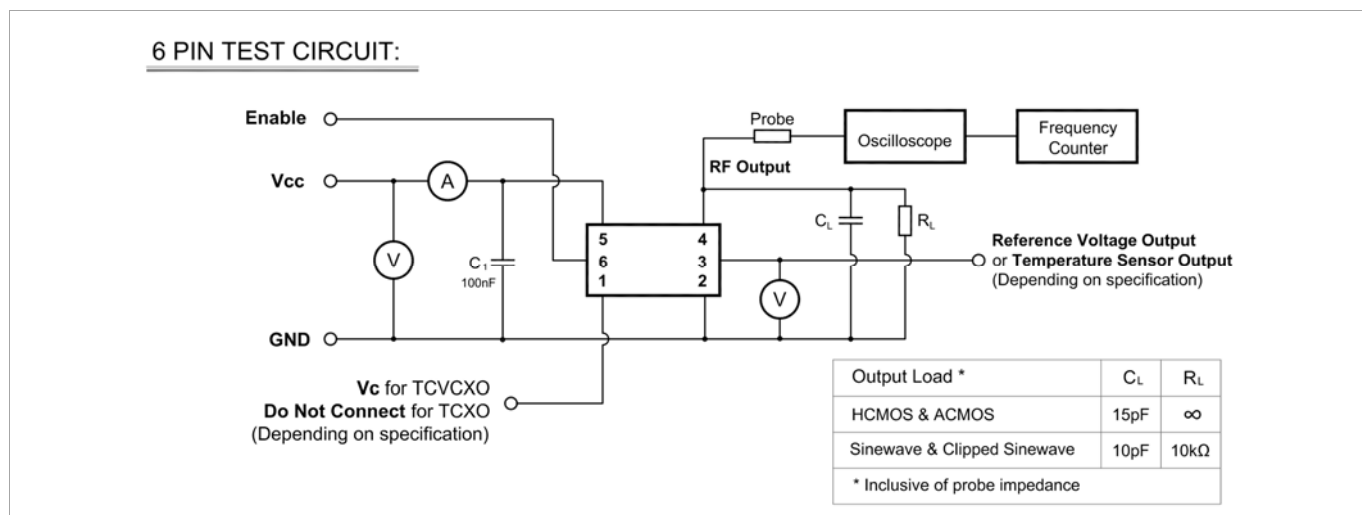 6 PIN TEST CIRCUIT:
Enable
Vcc
A
V
C1
100nF
GND
Vc for TCVCXO
Do Not Connect for TCXO
(Depending on specification)
5
6
1
4
3
2
RF Output
Probe
Oscilloscope
Frequency
Counter
CL
RL
V
Reference Voltage Output
or Temperature Sensor Output
(Depending on specification)
Output Load * CL RL
HCMOS & ACMOS 15pF ∞
Sinewave & Clipped Sinewave 10pF 10kΩ
* Inclusive of probe impedance